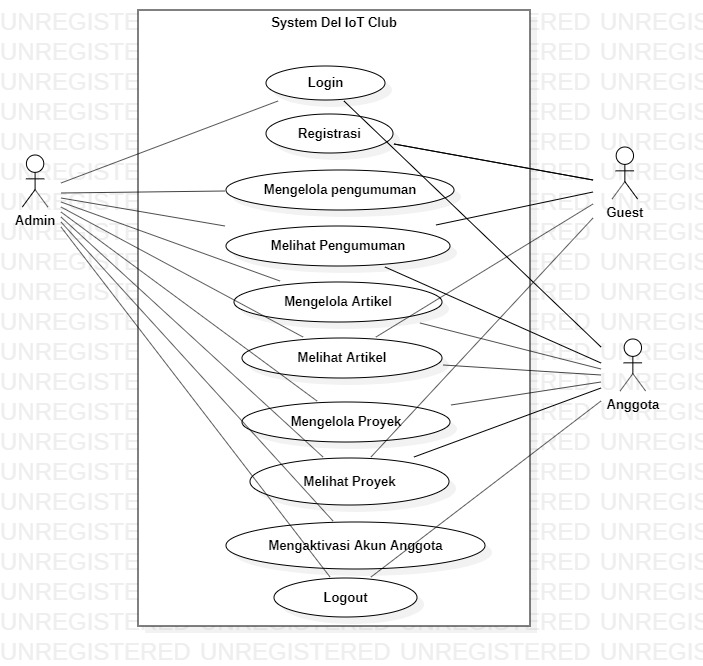 System Del IoT Club
Login
Registrasi
Mengelola pengumuman
Melihat Pengumuman
Mengelola Artikel
Melihat Artikel
Mengelola Proyek
Melihat Proyek
Mengaktivasi Akun Anggota
Logout
Admin
Guest
Anggota
UNREGISTERED UNREGISTERED UNREGISTERED